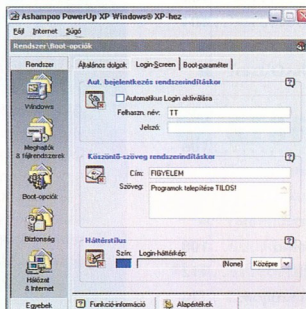 Ashampoo PowerUp XP Windows® XP-hez
Fájl Internet Súgó
Rendszer\Boot-opciók
Rendszer
Windows
Meghajtók & fájlrendszerek
Boot-opciók
Biztonság
Hálózat & Internet
Egyebek
Általános dolgok Login-Screen Boot-paraméter
Aut. bejelentkezés rendszerindításkor
Automatikus Login aktiválása
Felhaszn. név: TT
Jelszó:
Köszöntő-szöveg rendszerindításkor
Cím: FIGYELEM
Szöveg: Programok telepítése TILOS!
Háttérstílus
Szín: Login-háttérkép:
(None) Középre
Funkció-információ Alapértékek